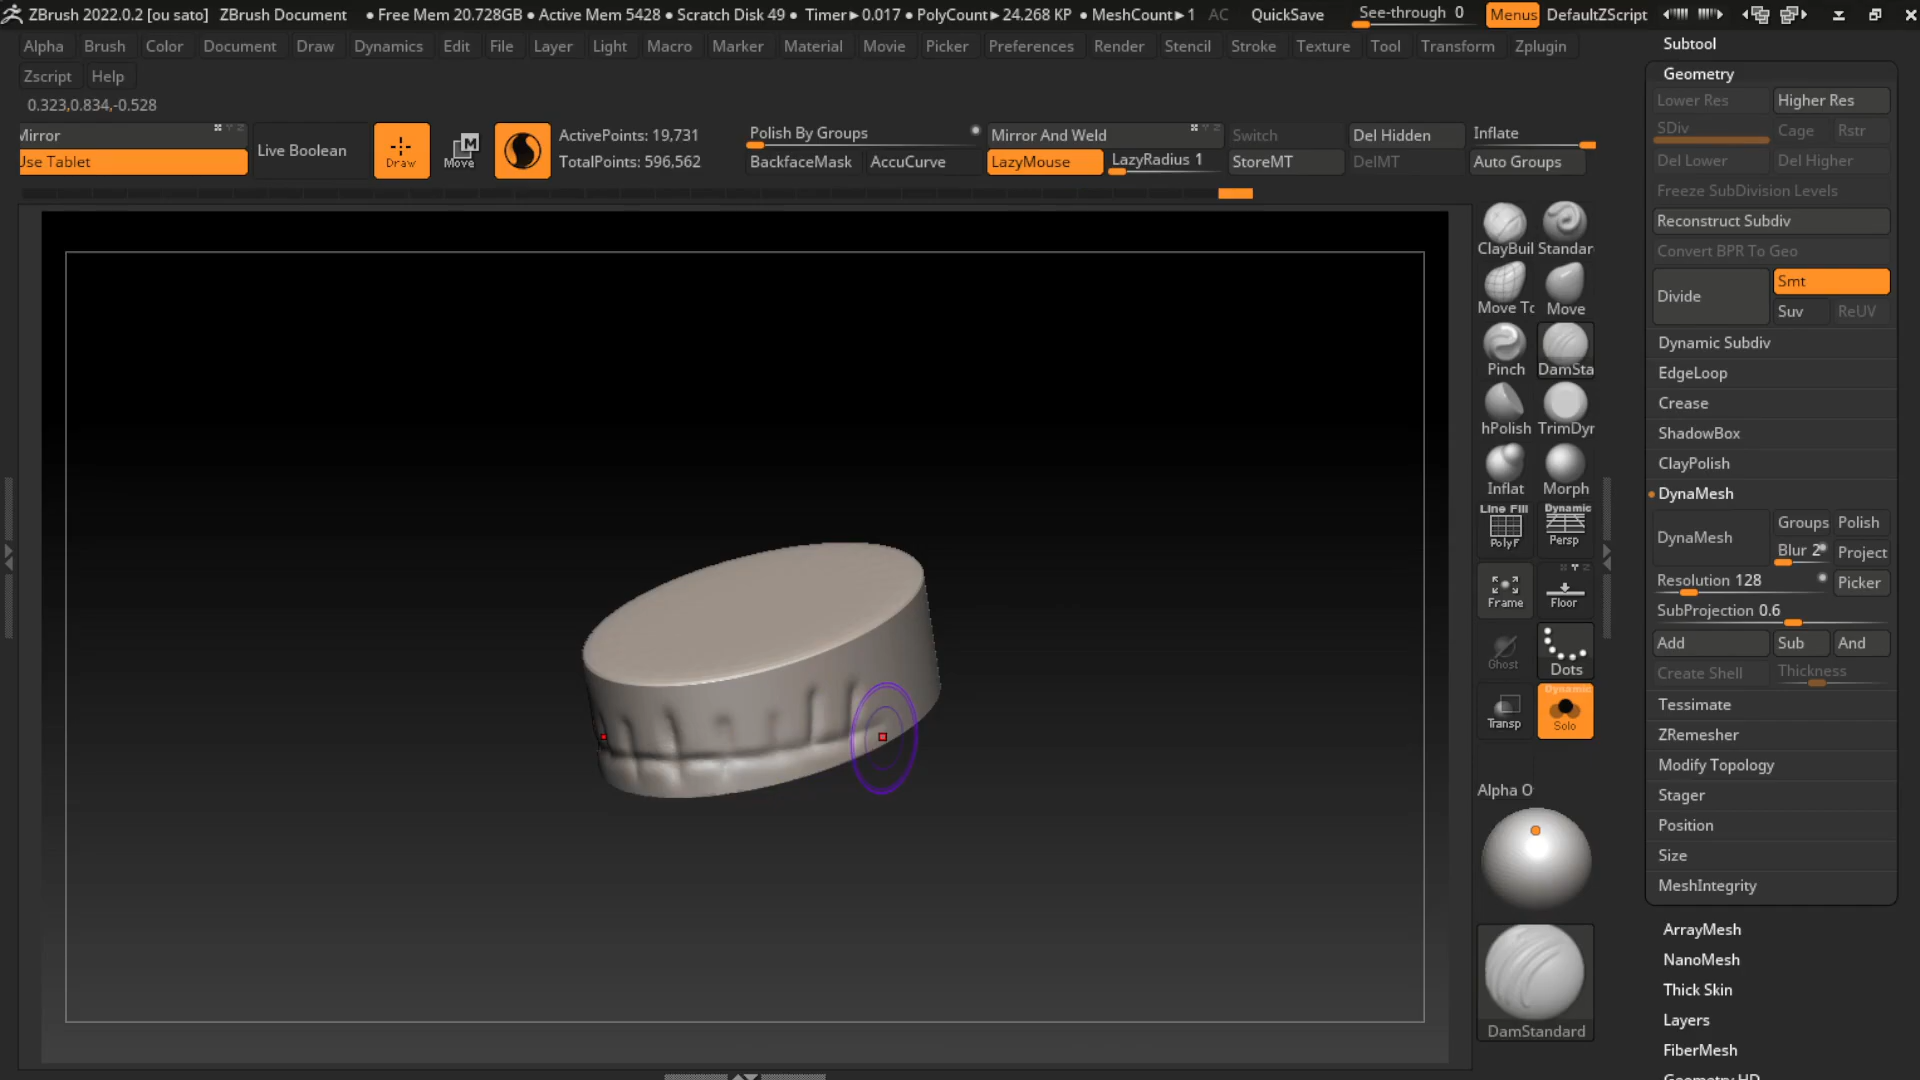 ZBrush 2022.0.2 [ou sato] ZBrush Document • Free Mem 20.728GB • Active Mem 5428 • Scratch Disk 49 • Timer►0.017 • PolyCount►24.268 KP • MeshCount►1 AC QuickSave See-through 0 Menus DefaultZScript
Alpha Brush Color Document Draw Dynamics Edit File Layer Light Macro Marker Material Movie Picker Preferences Render Stencil Stroke Texture Tool Transform Zplugin
Zscript Help
0.323,0.834,-0.528
Mirror
Use Tablet
Live Boolean
Draw
M
Move
ActivePoints: 19,731
TotalPoints: 596,562
Polish By Groups
BackfaceMask AccuCurve
Mirror And Weld
LazyMouse LazyRadius 1
Switch Del Hidden Inflate
StoreMT DelMT Auto Groups
ClayBuil Standar
Move To Move
Pinch DamSta
hPolish TrimDyn
Inflat Morph
Line Fill Dynamic
PolyF Persp
Frame Floor
Ghost Dots
Transp Dynamic
Solo
Alpha O
DamStandard
Subtool
Geometry
Lower Res Higher Res
SDiv Cage Rstr
Del Lower Del Higher
Freeze SubDivision Levels
Reconstruct Subdiv
Convert BPR To Geo
Divide Smt
Suv ReUV
Dynamic Subdiv
EdgeLoop
Crease
ShadowBox
ClayPolish
DynaMesh
DynaMesh Groups Polish
Blur 2 Project
Resolution 128 Picker
SubProjection 0.6
Add Sub And
Create Shell Thickness
Tessimate
ZRemesher
Modify Topology
Stager
Position
Size
MeshIntegrity
ArrayMesh
NanoMesh
Thick Skin
Layers
FiberMesh
Geometry HD